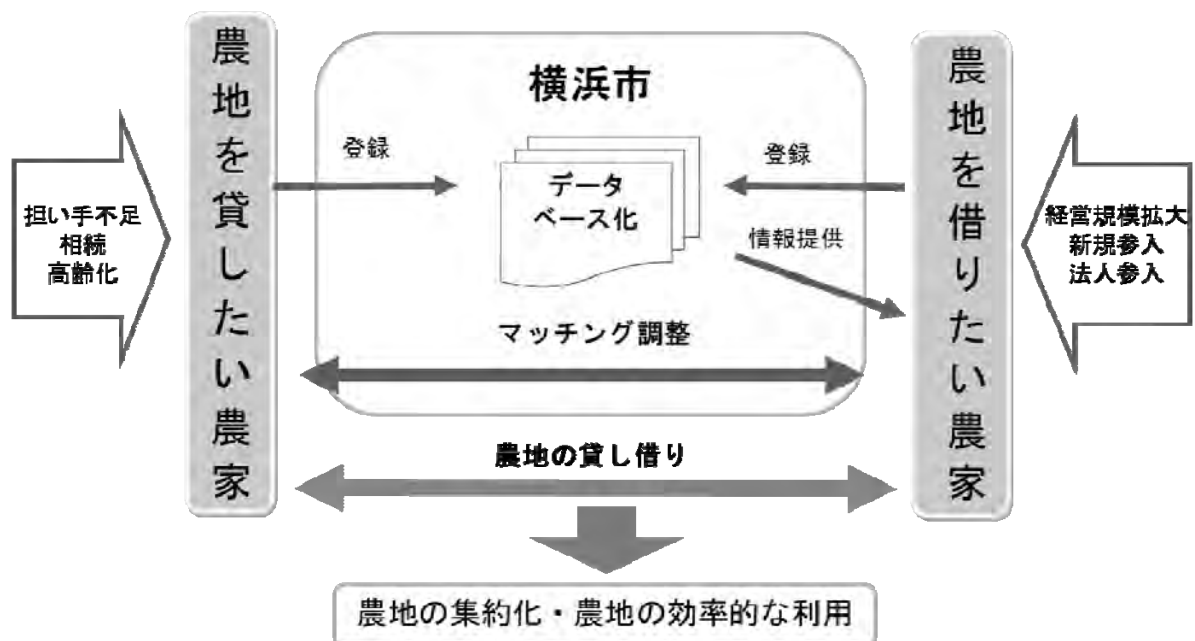 担い手不足
相続
高齢化
農地を貸したい農家
横浜市
登録
データ
ベース化
登録
情報提供
マッチング調整
農地を借りたい農家
経営規模拡大
新規参入
法人参入
農地の貸し借り
農地の集約化・農地の効率的な利用